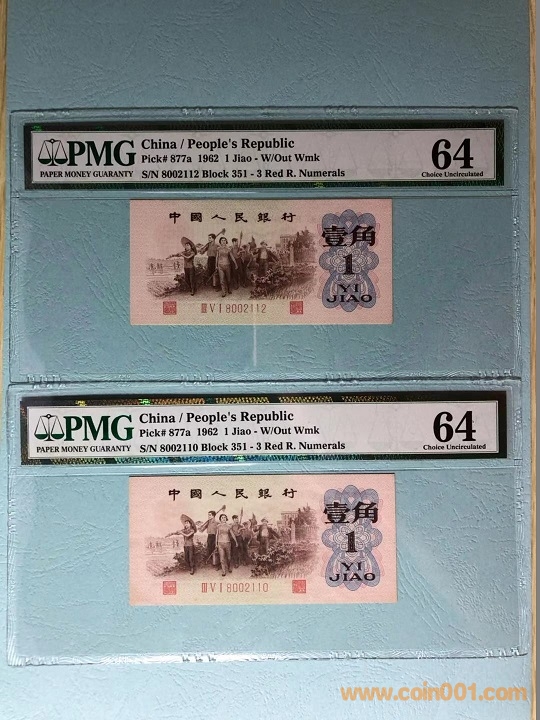 PMG
PAPER MONEY GUARANTY
China / People's Republic
Pick# 877a 1962 1 Jiao - W/Out Wmk
S/N 8002112 Block 351 - 3 Red R. Numerals
64
Choice Uncirculated
中國人民銀行
壹角
1
YI
JIAO
III V I 8002112
PMG
PAPER MONEY GUARANTY
China / People's Republic
Pick# 877a 1962 1 Jiao - W/Out Wmk
S/N 8002110 Block 351 - 3 Red R. Numerals
64
Choice Uncirculated
中國人民銀行
壹角
1
YI
JIAO
III V I 8002110
www.coin001.com